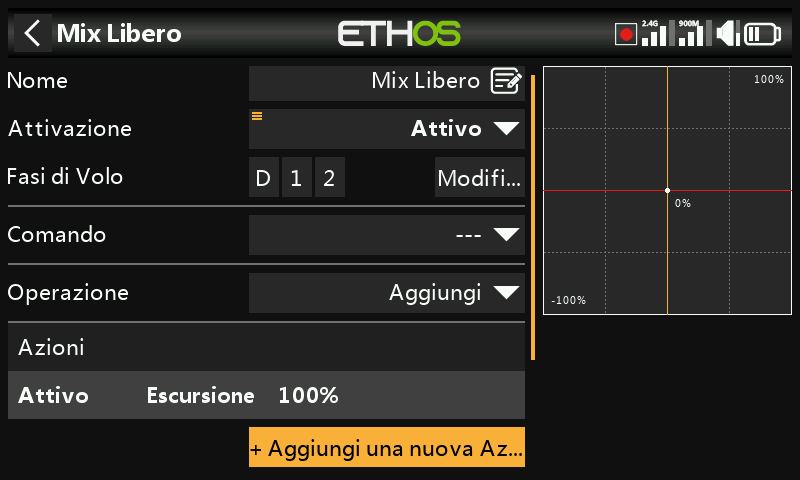 Mix Libero
ETHOS
2.4G
900M
Nome
Mix Libero
Attivazione
Attivo
Fasi di Volo
D 1 2
Modifi...
Comando
---
Operazione
Aggiungi
Azioni
Attivo Escursione 100%
+ Aggiungi una nuova Az...
100%
0%
-100%